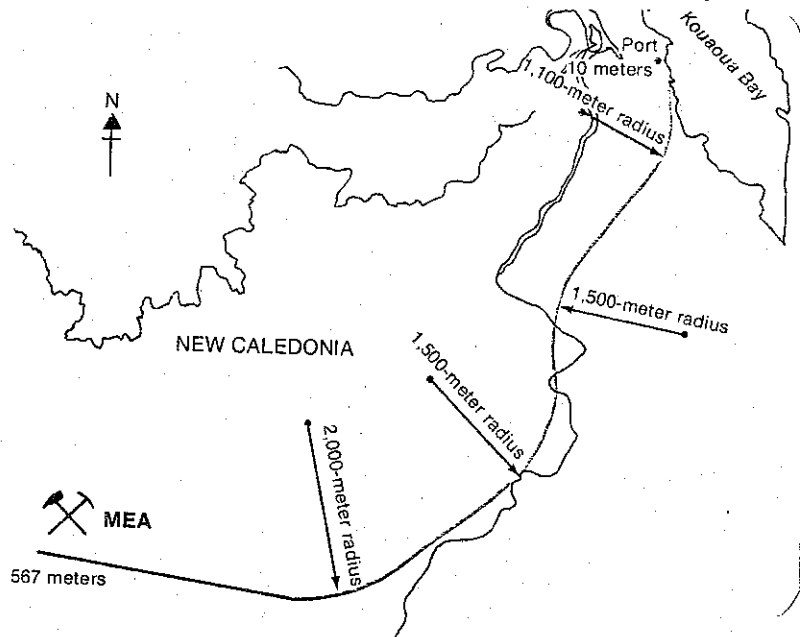 Kouaoua Bay
Port
10 meters
1,100-meter radius
N
1,500-meter radius
NEW CALEDONIA
1,500-meter radius
2,000-meter radius
MEA
567 meters